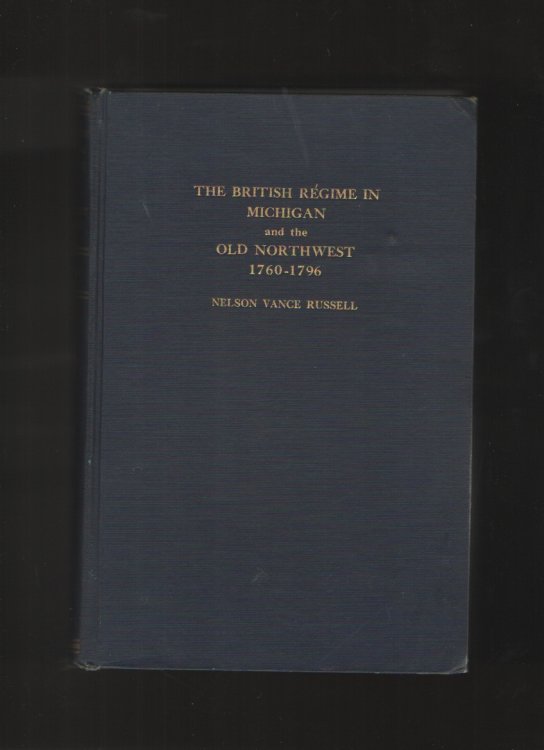 THE BRITISH RÉGIME IN
MICHIGAN
and the
OLD NORTHWEST
1760-1796
NELSON VANCE RUSSELL